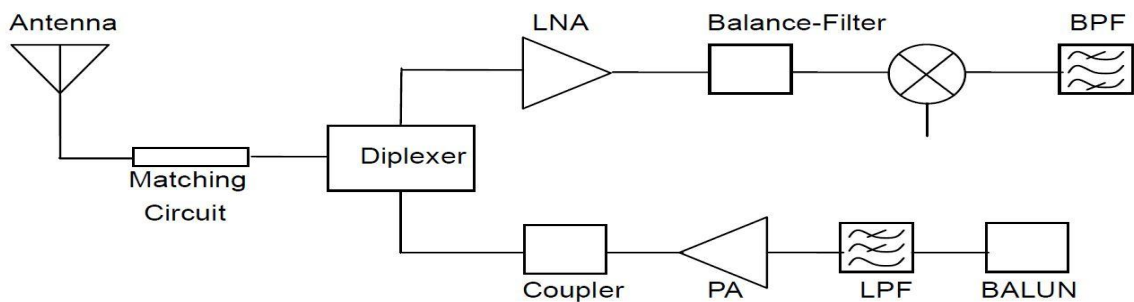 Antenna
LNA
Balance-Filter
BPF
Diplexer
Matching
Circuit
Coupler
PA
LPF
BALUN